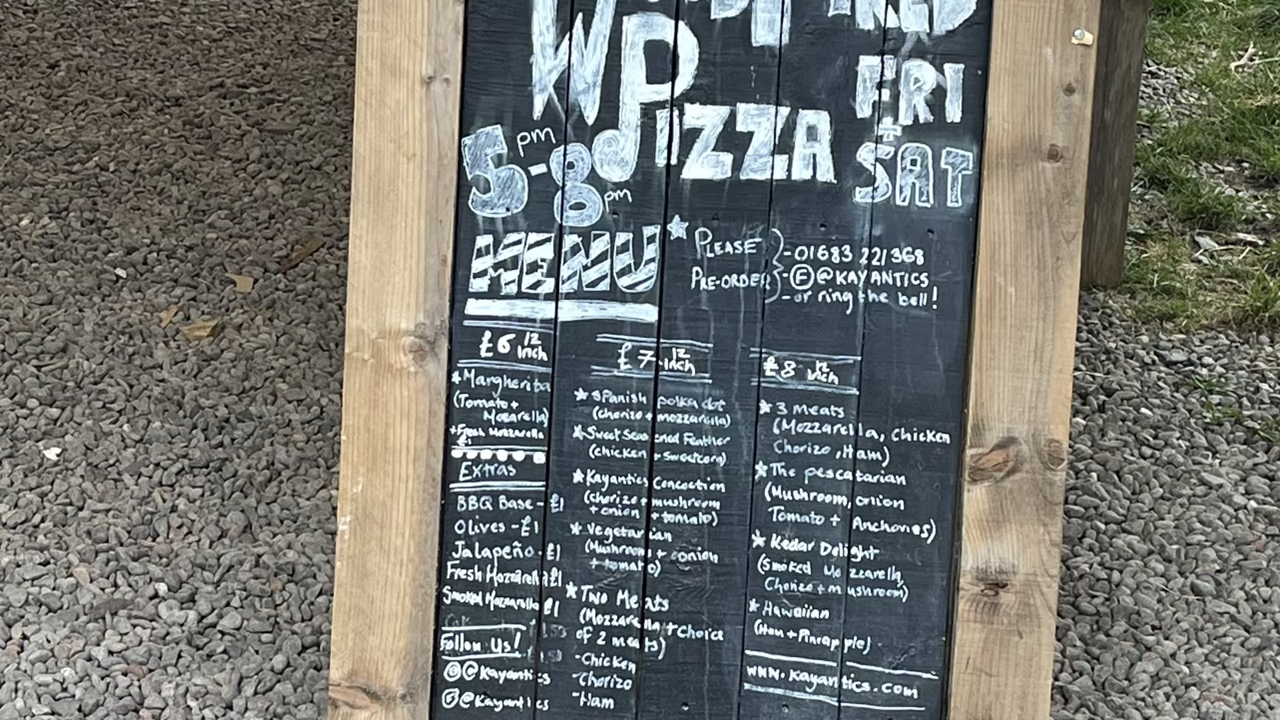 W
PIZZA
FRI
+
SAT
5pm-8pm
MENU
★ PLEASE PRE-ORDER
-01683 221368
-Ⓕ@KAYANTICS
-or ring the bell!
£6 12 inch
*Margherita
(Tomato +
Mozarella)
+Fresh Mozzarella
£1
Extras
BBQ Base-£1
Olives-£1
Jalapeño-£1
Fresh Mozzarella £1
Smoked Mozzarella £1
Follow us!
@Kayantics
@Kayantics
£7 12 inch
★ Spanish polka dot
(chorizo + mozzarella)
★ Sweet Seasened Feather
(chicken + Sweetcorn)
★ Kayantics Concoction
(chorizo + mushroom
+ onion + tomato)
★ Vegetarian
(Mushroom + onion
+ tomato)
★ Two Meats
(Mozzarella + Choice
of 2 meats)
-Chicken
-Chorizo
-Ham
£8 12 inch
★ 3 meats
(Mozzarella, chicken
Chorizo, Ham)
★ The pescatarian
(Mushroom, onion
Tomato + Anchovies)
★ Kedar Delight
(Smoked Mozzarella,
Chorizo + mushroom)
★ Hawaiian
(Ham + Pineapple)
www.kayantics.com